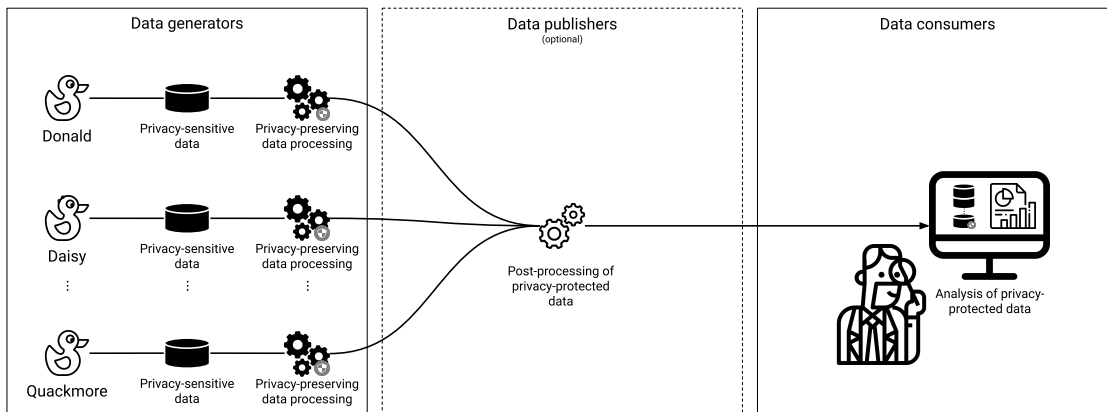 Data generators
Data publishers
(optional)
Data consumers
Donald
Privacy-sensitive
data
Privacy-preserving
data processing
Daisy
Privacy-sensitive
data
Privacy-preserving
data processing
Post-processing of
privacy-protected
data
Analysis of privacy-
protected data
Quackmore
Privacy-sensitive
data
Privacy-preserving
data processing